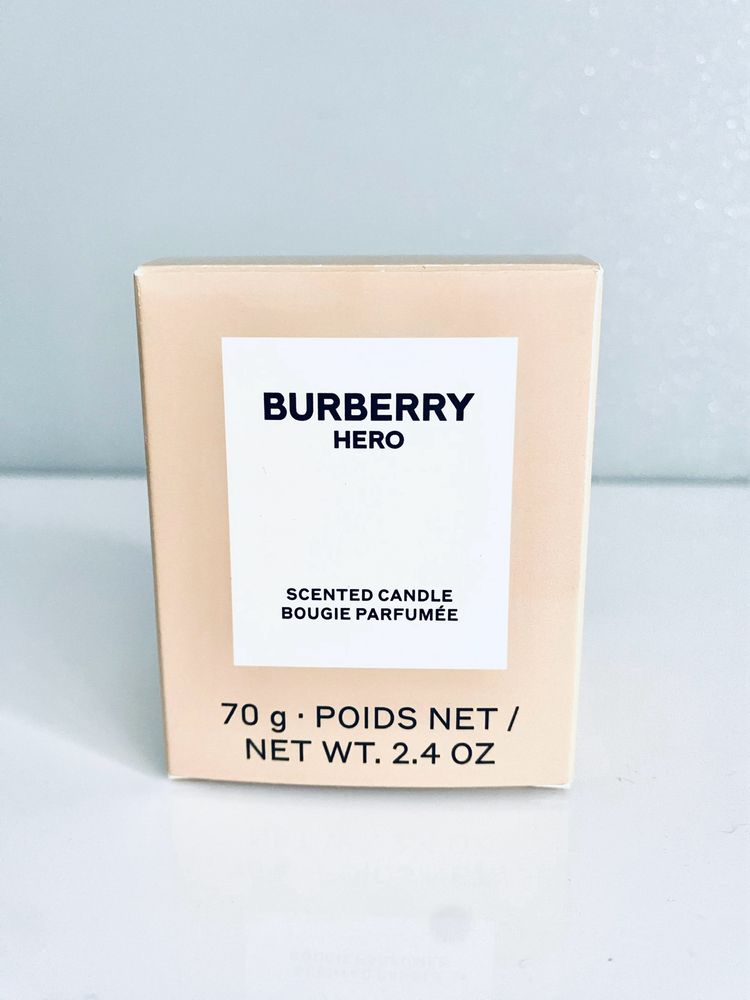 BURBERRY
HERO
SCENTED CANDLE
BOUGIE PARFUMÉE
70 g · POIDS NET /
NET WT. 2.4 OZ